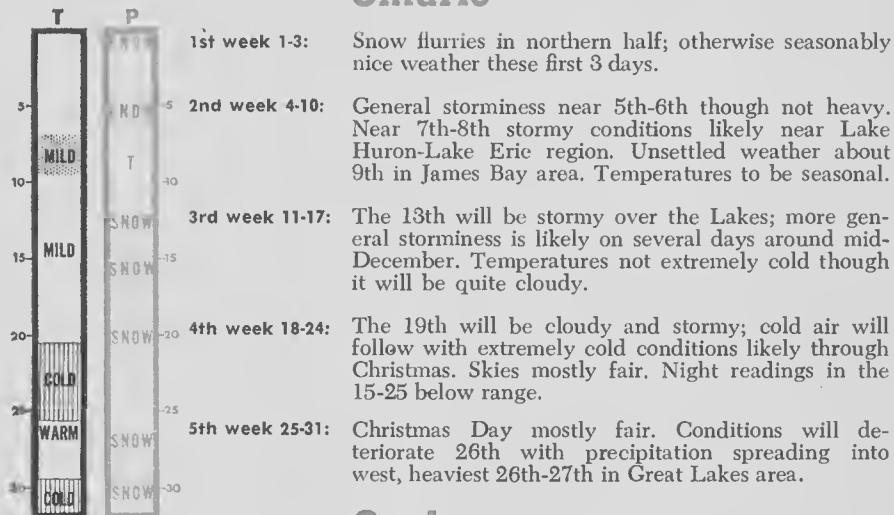 Ontario
T P
SNOW
1st week 1-3: Snow flurries in northern half; otherwise seasonably
nice weather these first 3 days.
5 ND 5 2nd week 4-10: General storminess near 5th-6th though not heavy.
Near 7th-8th stormy conditions likely near Lake
MILD T Huron-Lake Erie region. Unsettled weather about
10 10 9th in James Bay area. Temperatures to be seasonal.
SNOW 3rd week 11-17: The 13th will be stormy over the Lakes; more gen-
MILD eral storminess is likely on several days around mid-
15 SNOW 15 December. Temperatures not extremely cold though
it will be quite cloudy.
20 SNOW 20 4th week 18-24: The 19th will be cloudy and stormy; cold air will
follow with extremely cold conditions likely through
COLD Christmas. Skies mostly fair. Night readings in the
25 25 15-25 below range.
WARM SNOW 5th week 25-31: Christmas Day mostly fair. Conditions will de-
teriorate 26th with precipitation spreading into
30 COLD SNOW 30 west, heaviest 26th-27th in Great Lakes area.